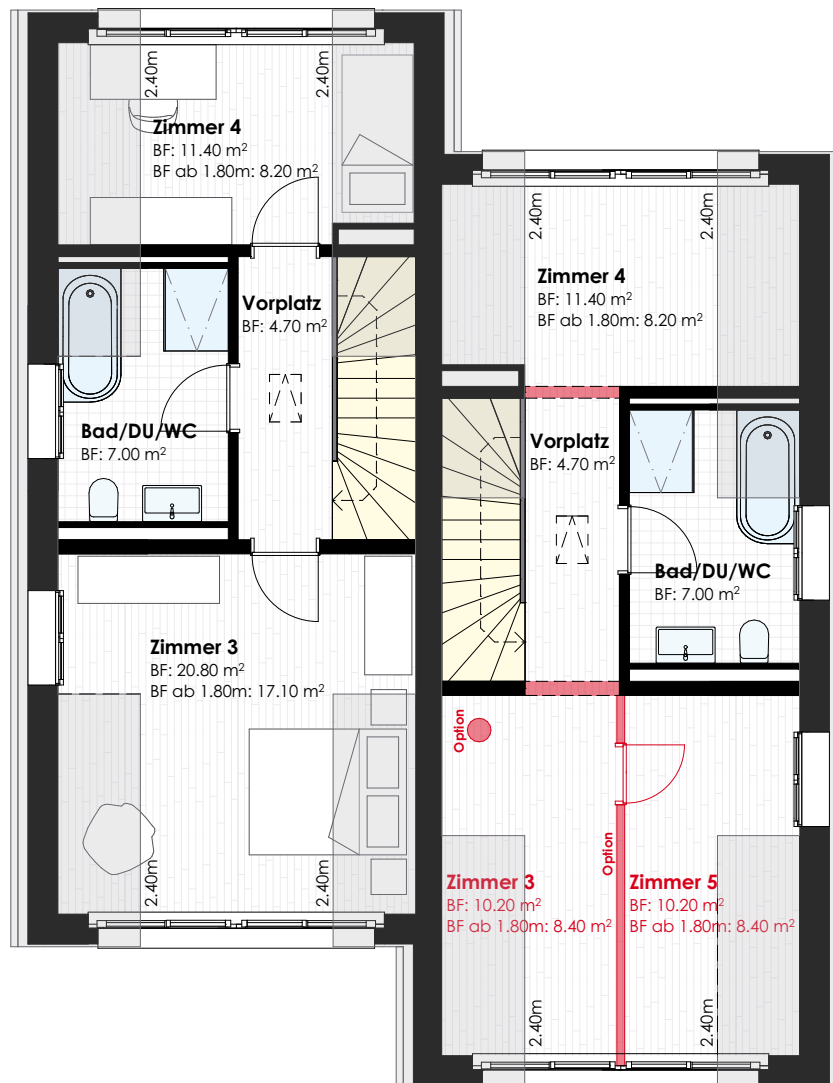 2.40m
2.40m
Zimmer 4
BF: 11.40 m²
BF ab 1.80m: 8.20 m²
Vorplatz
BF: 4.70 m²
Bad/DU/WC
BF: 7.00 m²
Zimmer 3
BF: 20.80 m²
BF ab 1.80m: 17.10 m²
2.40m
2.40m
2.40m
2.40m
Zimmer 4
BF: 11.40 m²
BF ab 1.80m: 8.20 m²
Vorplatz
BF: 4.70 m²
Bad/DU/WC
BF: 7.00 m²
Option
Option
Zimmer 3
BF: 10.20 m²
BF ab 1.80m: 8.40 m²
Zimmer 5
BF: 10.20 m²
BF ab 1.80m: 8.40 m²
2.40m
2.40m